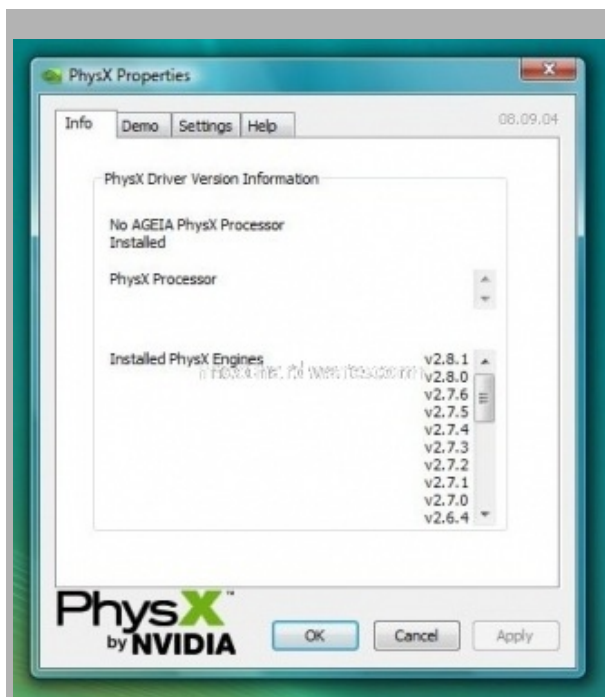 PhysX Properties
Info
Demo
Settings
Help
08.09.04
PhysX Driver Version Information
No AGEIA PhysX Processor
Installed
PhysX Processor
Installed PhysX Engines
v2.8.1
v2.8.0
v2.7.6
v2.7.5
v2.7.4
v2.7.3
v2.7.2
v2.7.1
v2.7.0
v2.6.4
PhysX™
by NVIDIA
OK
Cancel
Apply